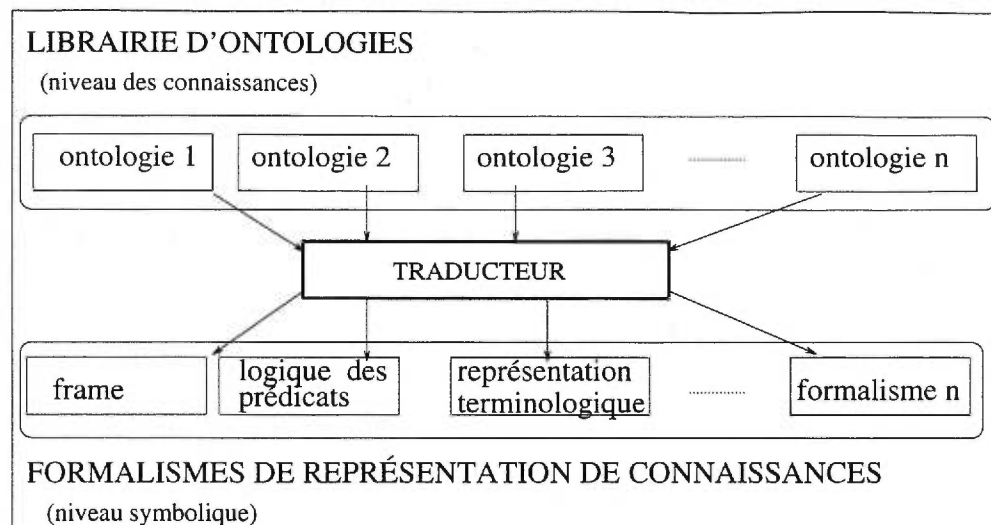 LIBRAIRIE D'ONTOLOGIES
(niveau des connaissances)
ontologie 1 ontologie 2 ontologie 3 ontologie n
TRADUCTEUR
frame
logique des
prédicats
représentation
terminologique
formalisme n
FORMALISMES DE REPRÉSENTATION DE CONNAISSANCES
(niveau symbolique)